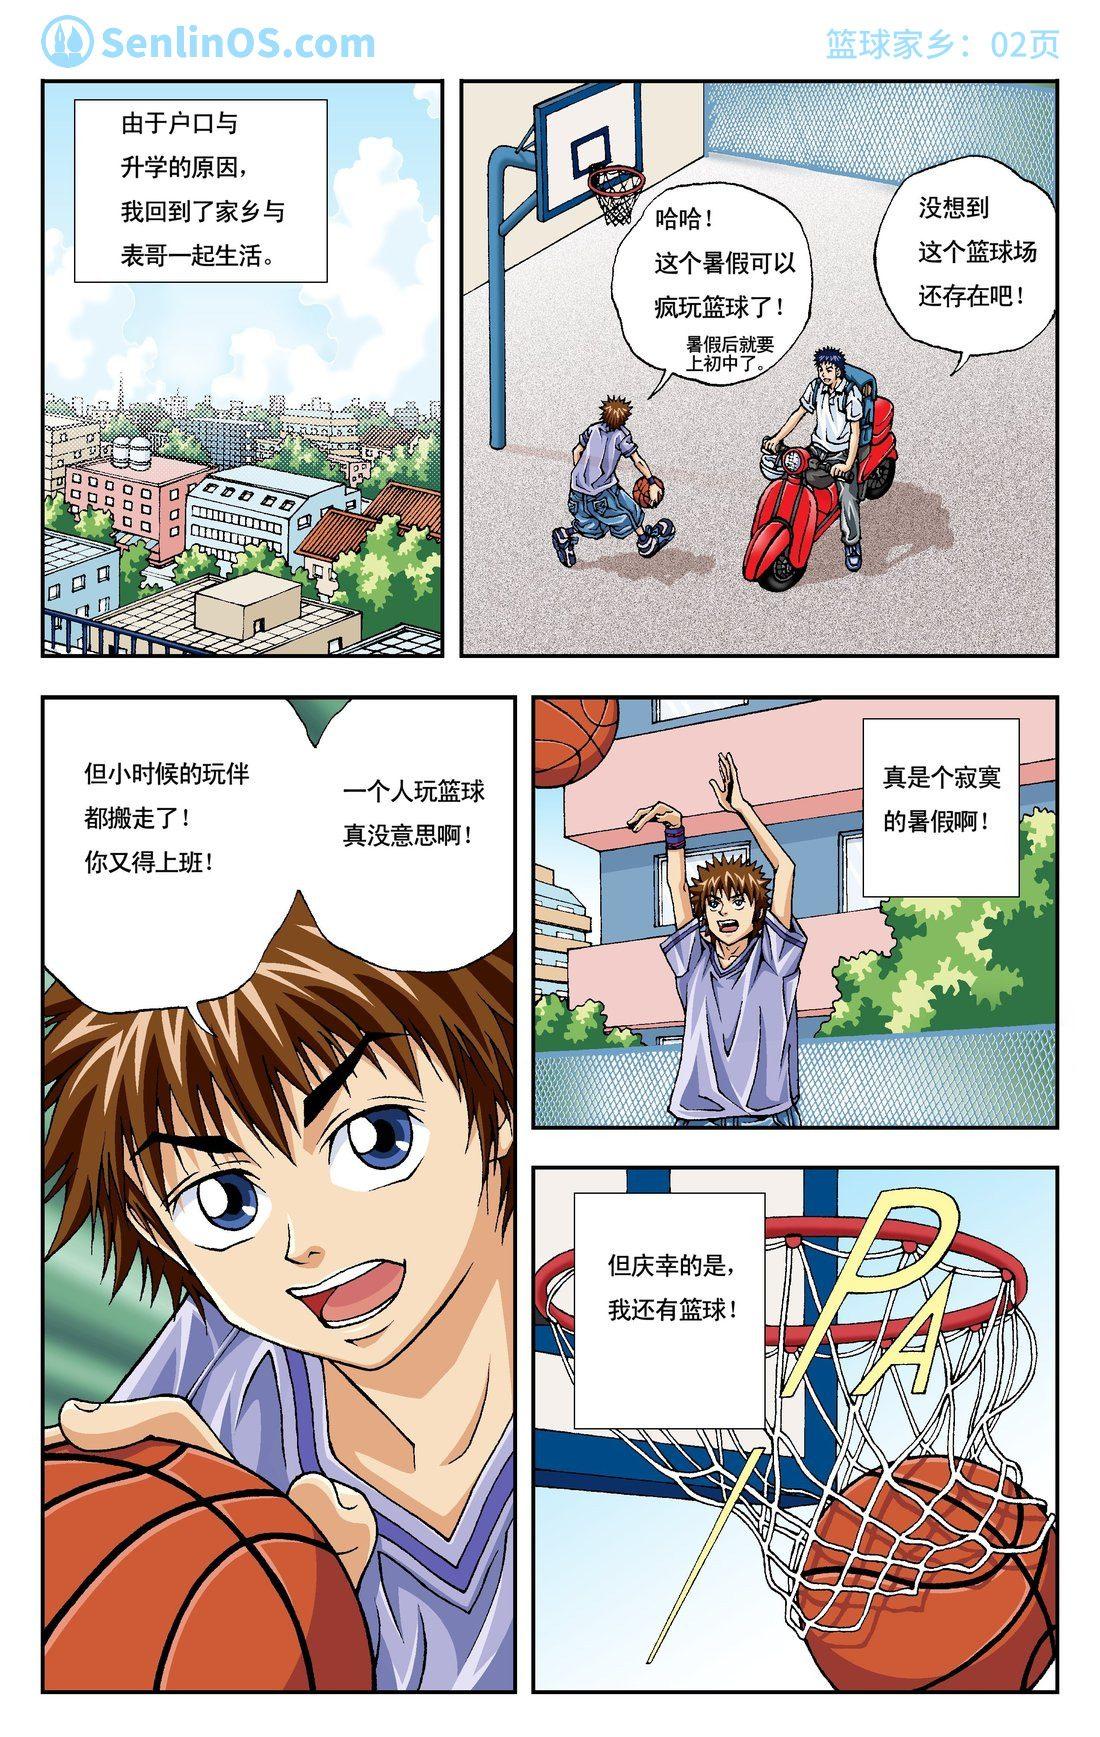 SenlinOS.com
篮球家乡：02页
由于户口与
升学的原因，
我回到了家乡与
表哥一起生活。
哈哈！
这个暑假可以
疯玩篮球了！
暑假后就要
上初中了。
没想到
这个篮球场
还存在吧！
但小时候的玩伴
都搬走了！
你又得上班！
一个人玩篮球
真没意思啊！
真是个寂寞
的暑假啊！
但庆幸的是，
我还有篮球！
PA